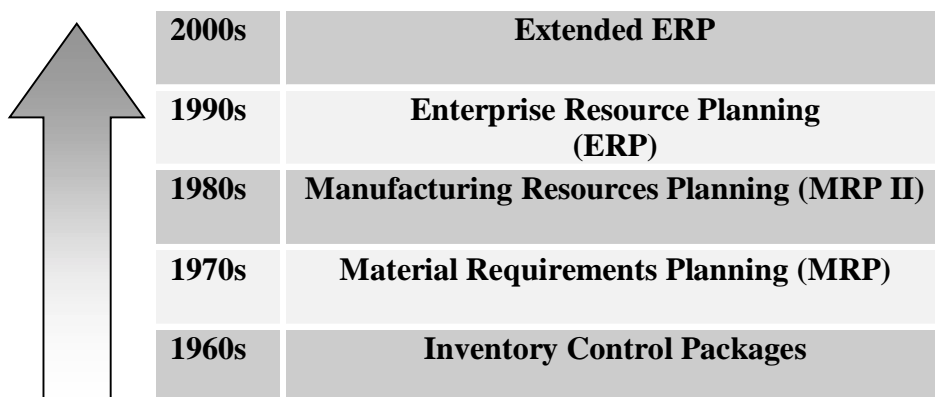 2000s Extended ERP
1990s Enterprise Resource Planning
(ERP)
1980s Manufacturing Resources Planning (MRP II)
1970s Material Requirements Planning (MRP)
1960s Inventory Control Packages